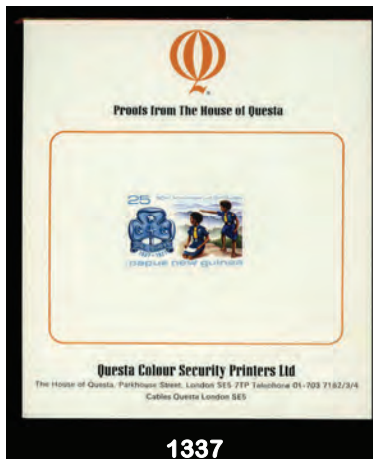 Proofs from The House of Questa
25
papua new guinea
Questa Colour Security Printers Ltd
The House of Questa, Parkhouse Street, London SE5 7TP Telephone 01-703 7162/3/4
Cables Questa London SE5
1337